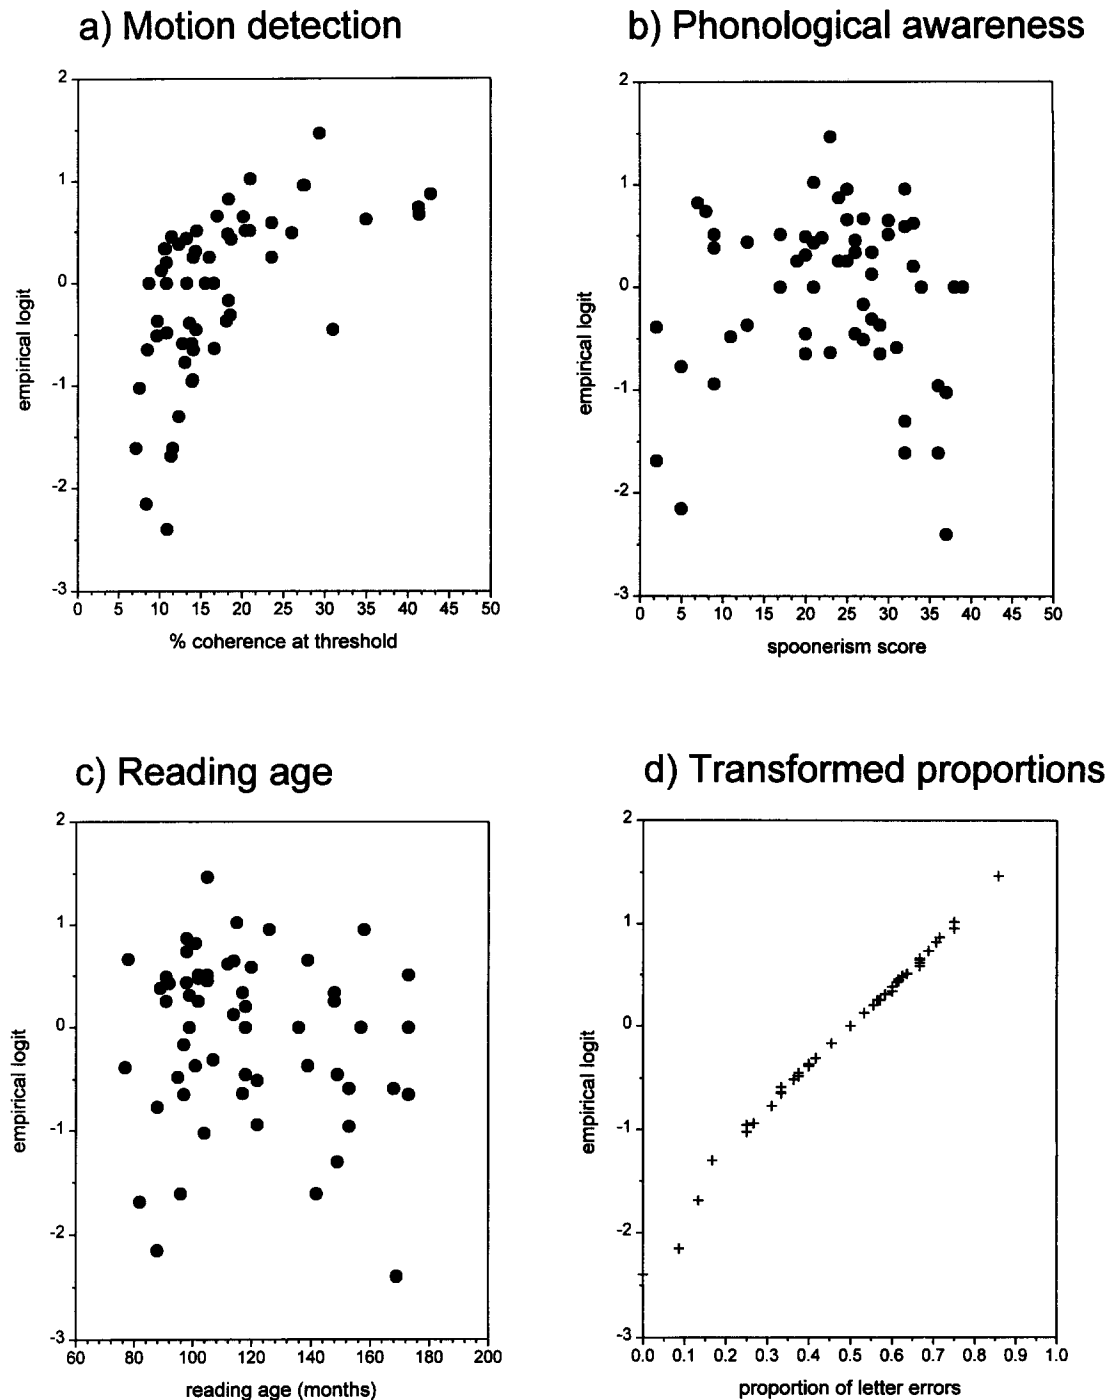 a) Motion detection
2
1
0
-1
-2
-3
empirical logit
0 5 10 15 20 25 30 35 40 45 50
% coherence at threshold
b) Phonological awareness
2
1
0
-1
-2
-3
empirical logit
0 5 10 15 20 25 30 35 40 45 50
spoonerism score
c) Reading age
2
1
0
-1
-2
-3
empirical logit
60 80 100 120 140 160 180 200
reading age (months)
d) Transformed proportions
2
1
0
-1
-2
-3
empirical logit
0.0 0.1 0.2 0.3 0.4 0.5 0.6 0.7 0.8 0.9 1.0
proportion of letter errors